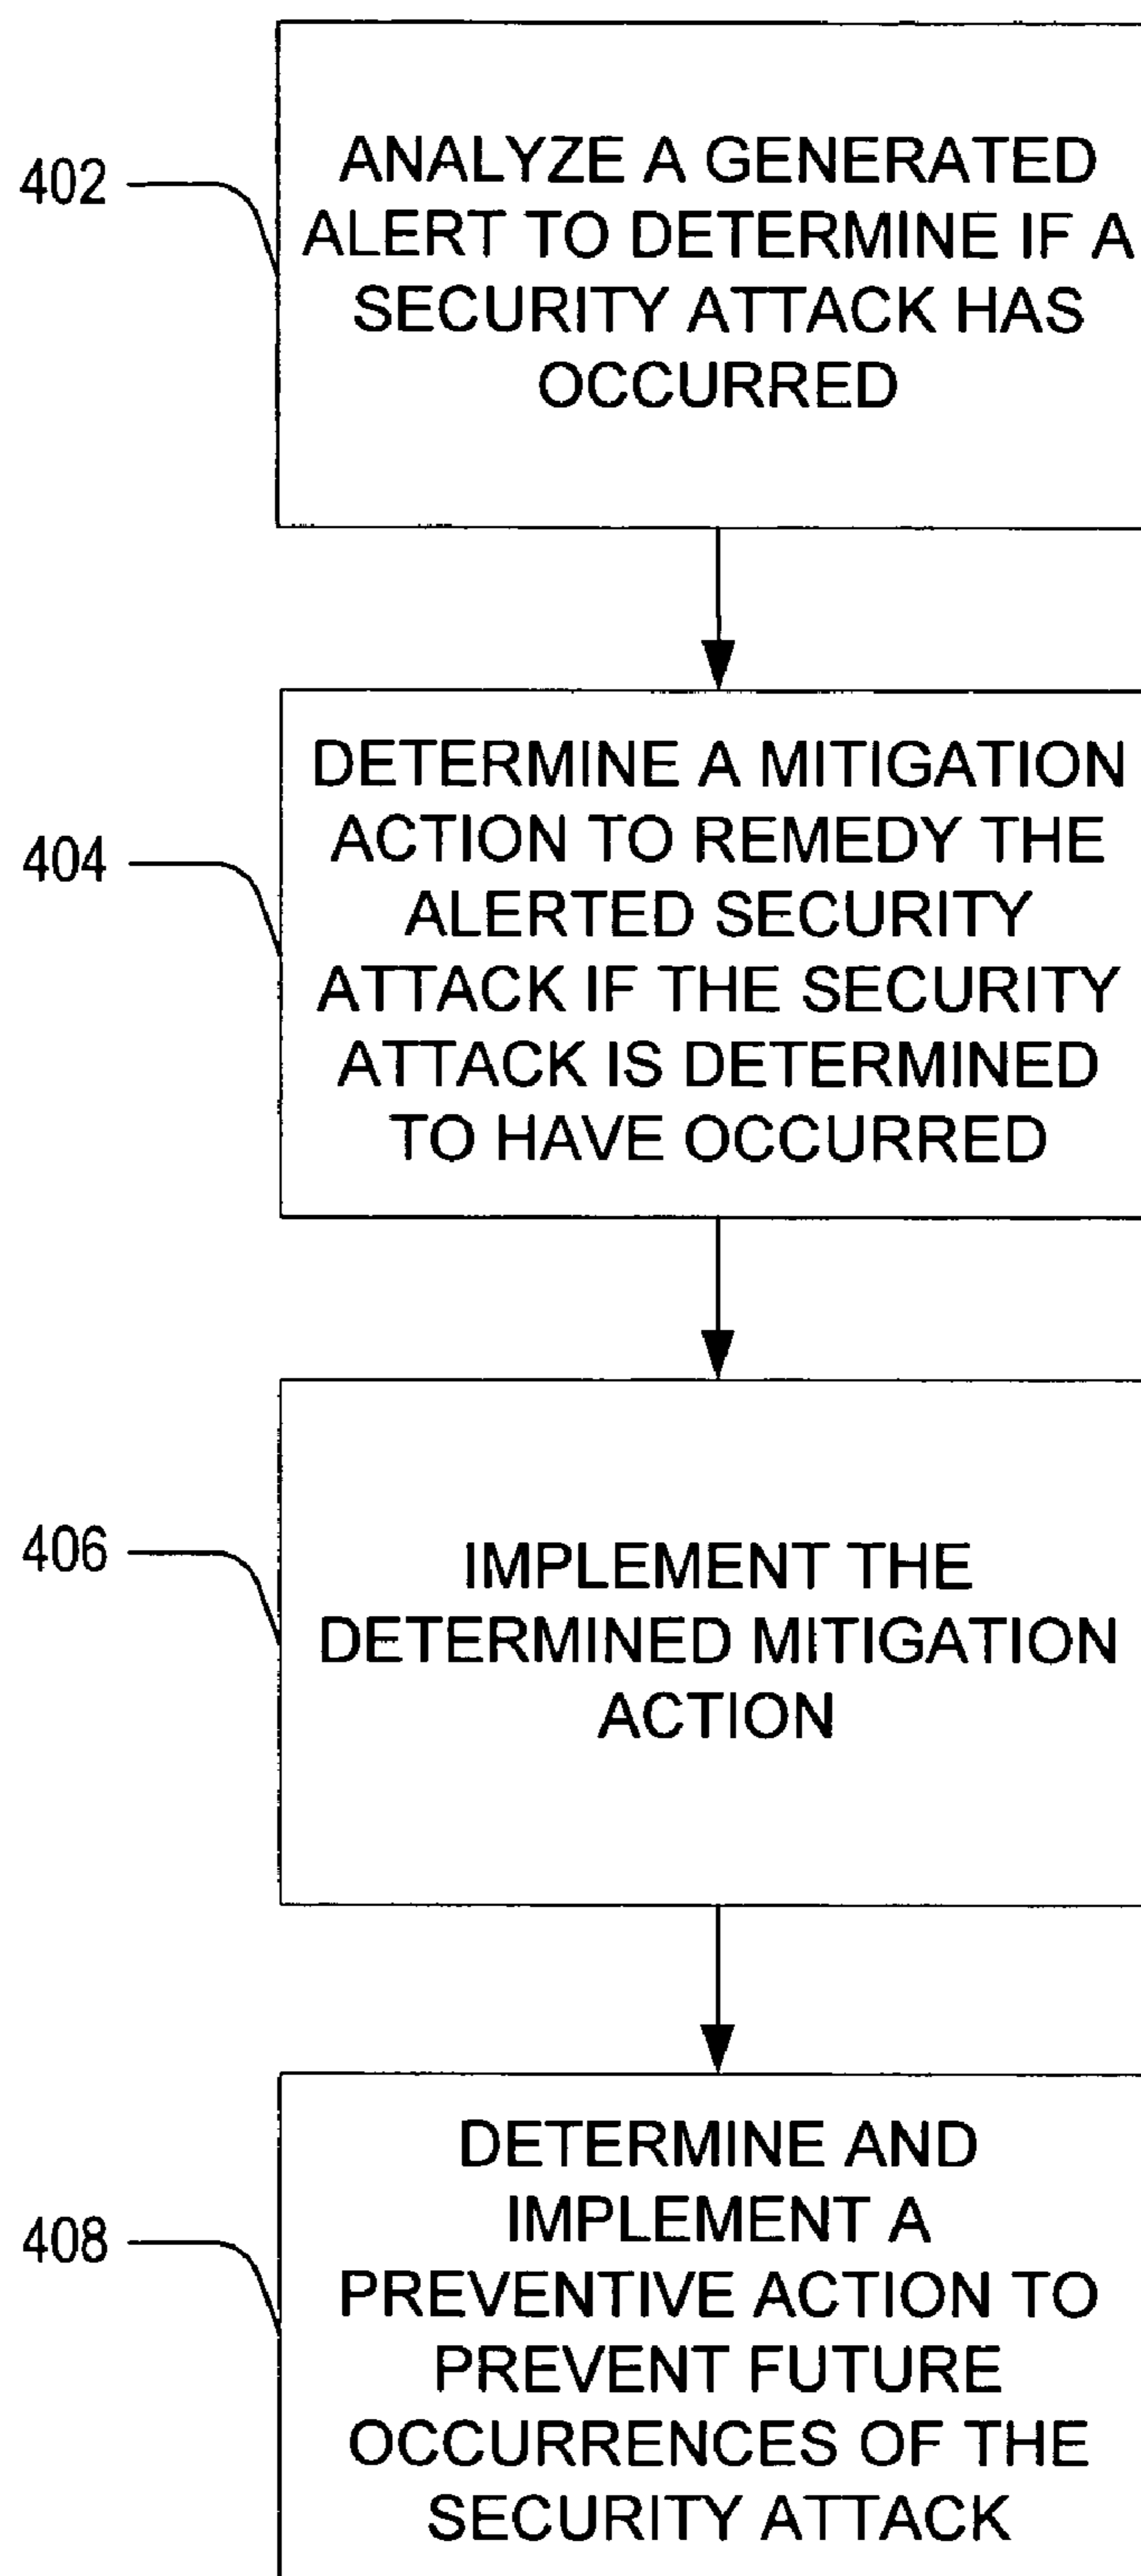 402
ANALYZE A GENERATED
ALERT TO DETERMINE IF A
SECURITY ATTACK HAS
OCCURRED
404
DETERMINE A MITIGATION
ACTION TO REMEDY THE
ALERTED SECURITY
ATTACK IF THE SECURITY
ATTACK IS DETERMINED
TO HAVE OCCURRED
406
IMPLEMENT THE
DETERMINED MITIGATION
ACTION
408
DETERMINE AND
IMPLEMENT A
PREVENTIVE ACTION TO
PREVENT FUTURE
OCCURRENCES OF THE
SECURITY ATTACK